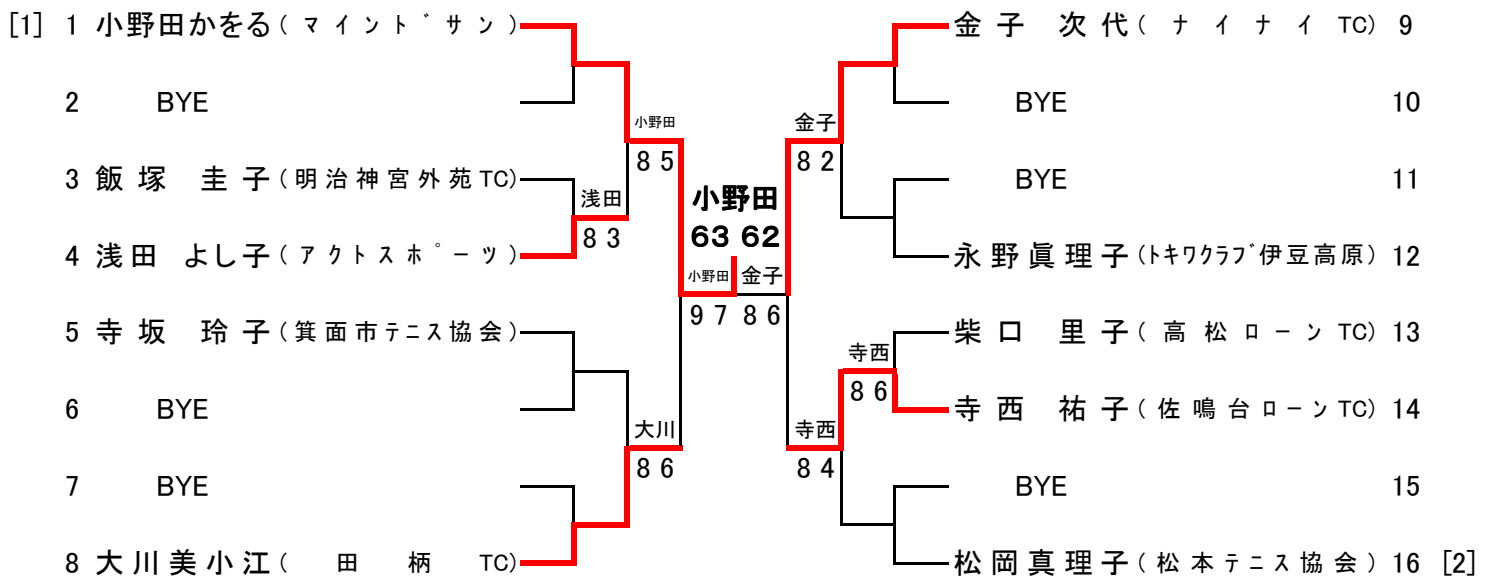 [1] 1 小野田かをる(マインドサン)
2 BYE
3 飯塚 圭子(明治神宮外苑TC)
4 浅田 よし子(アクトスポーツ)
5 寺坂 玲子(箕面市テニス協会)
6 BYE
7 BYE
8 大川美小江(田柄TC)
小野田
8 5
浅田
8 3
大川
8 6
小野田
63 62
小野田 金子
9 7 8 6
金子
8 2
寺西
8 6
寺西
8 4
金子 次代(ナイナイTC) 9
BYE 10
BYE 11
永野眞理子(トキワクラブ伊豆高原) 12
柴口 里子(高松ローンTC) 13
寺西 祐子(佐鳴台ローンTC) 14
BYE 15
松岡真理子(松本テニス協会) 16 [2]